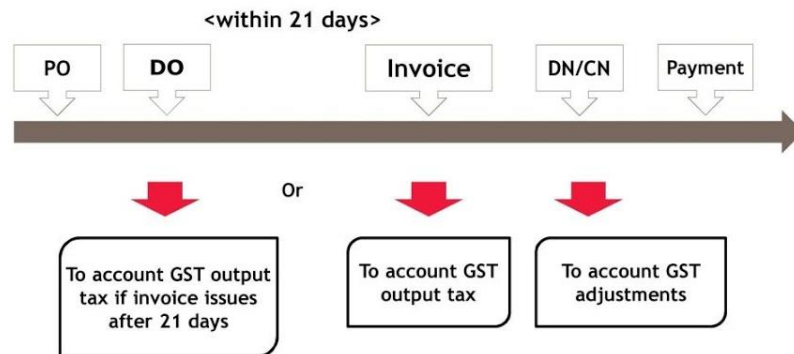 <within 21 days>
PO
DO
Invoice
DN/CN
Payment
Or
To account GST output
tax if invoice issues
after 21 days
To account GST
output tax
To account GST
adjustments